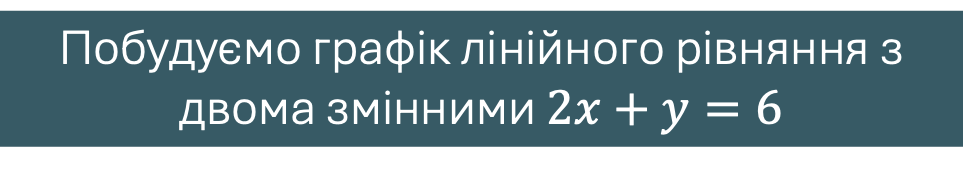 Побудуємо графік лінійного рівняння з
двома змінними 2𝑥 + 𝑦 = 6